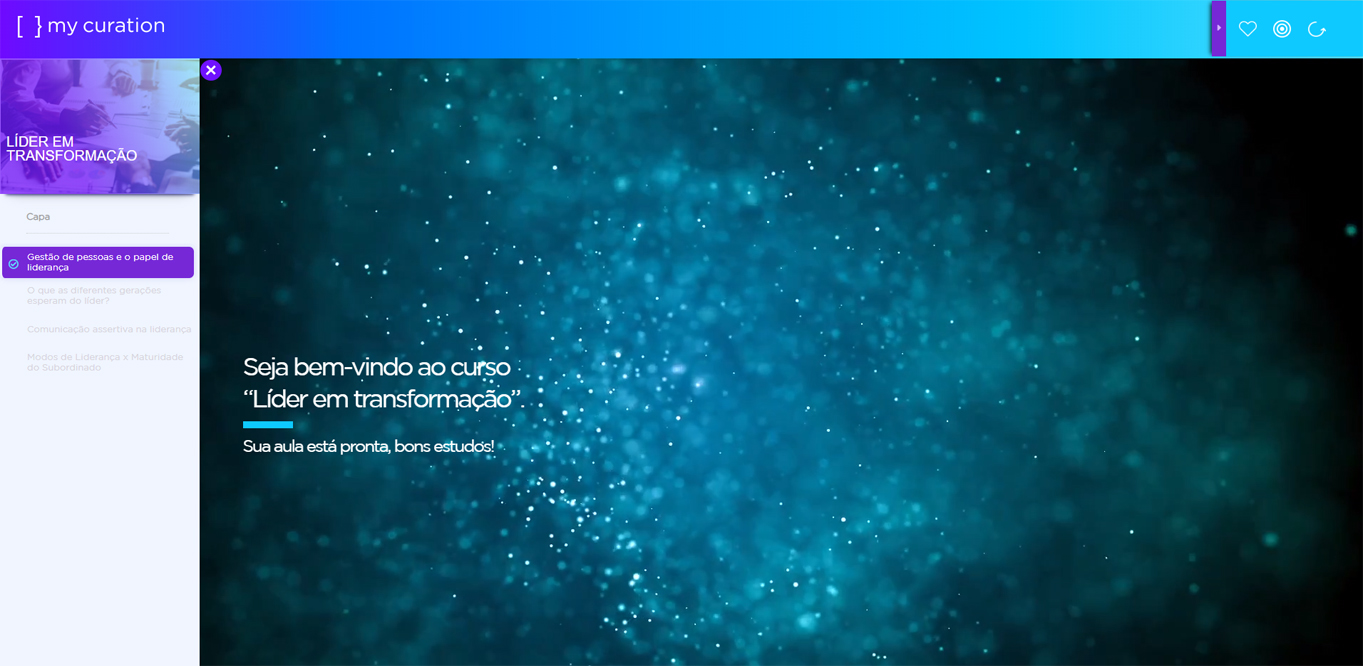 [ } my curation
LÍDER EM
TRANSFORMAÇÃO
Capa
Gestão de pessoas e o papel de
liderança
O que as diferentes gerações
esperam do líder?
Comunicação assertiva na liderança
Modos de Liderança x Maturidade
do Subordinado
Seja bem-vindo ao curso
“Líder em transformação”
Sua aula está pronta, bons estudos!